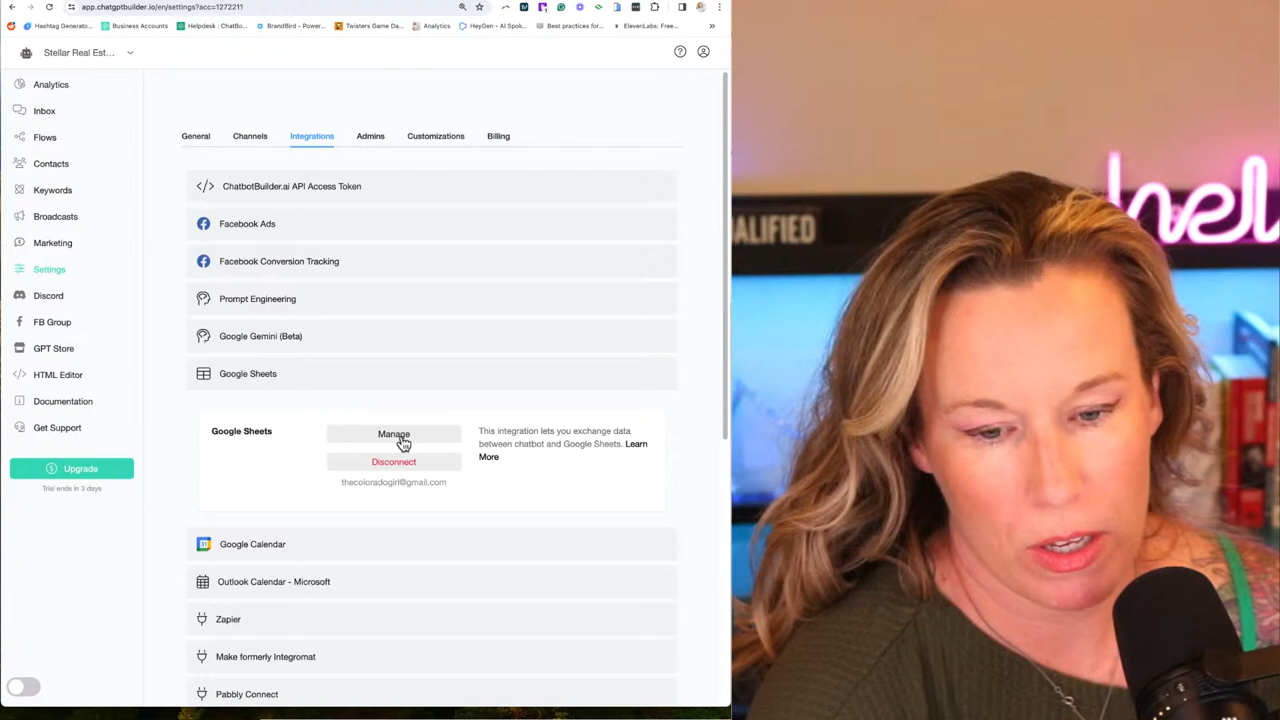 app.chatgptbuilder.io/en/settings?acc=1272211
Hashtag Generato...
Business Accounts
Helpdesk : ChatBo...
BrandBird - Power...
Twisters Game Da...
Analytics
HeyGen - AI Spok...
Best practices for...
ElevenLabs: Free...
Stellar Real Est...
Analytics
Inbox
Flows
Contacts
Keywords
Broadcasts
Marketing
Settings
Discord
FB Group
GPT Store
HTML Editor
Documentation
Get Support
Upgrade
Trial ends in 3 days
General Channels Integrations Admins Customizations Billing
ChatbotBuilder.ai API Access Token
Facebook Ads
Facebook Conversion Tracking
Prompt Engineering
Google Gemini (Beta)
Google Sheets
Google Sheets
Manage
Disconnect
thecoloradogirl@gmail.com
This integration lets you exchange data
between chatbot and Google Sheets. Learn
More
31 Google Calendar
Outlook Calendar - Microsoft
Zapier
Make formerly Integromat
Pabbly Connect
ALIFIED
hel